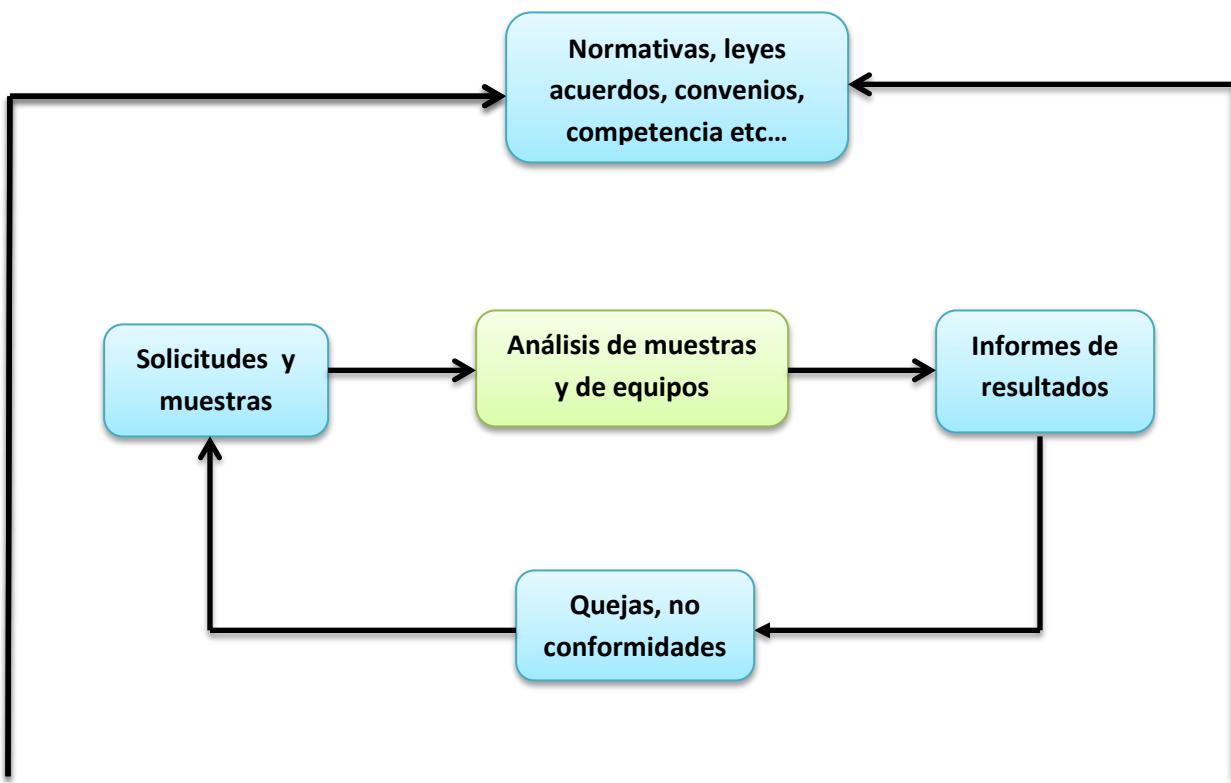 Normativas, leyes
acuerdos, convenios,
competencia etc…
Solicitudes y
muestras
Análisis de muestras
y de equipos
Informes de
resultados
Quejas, no
conformidades